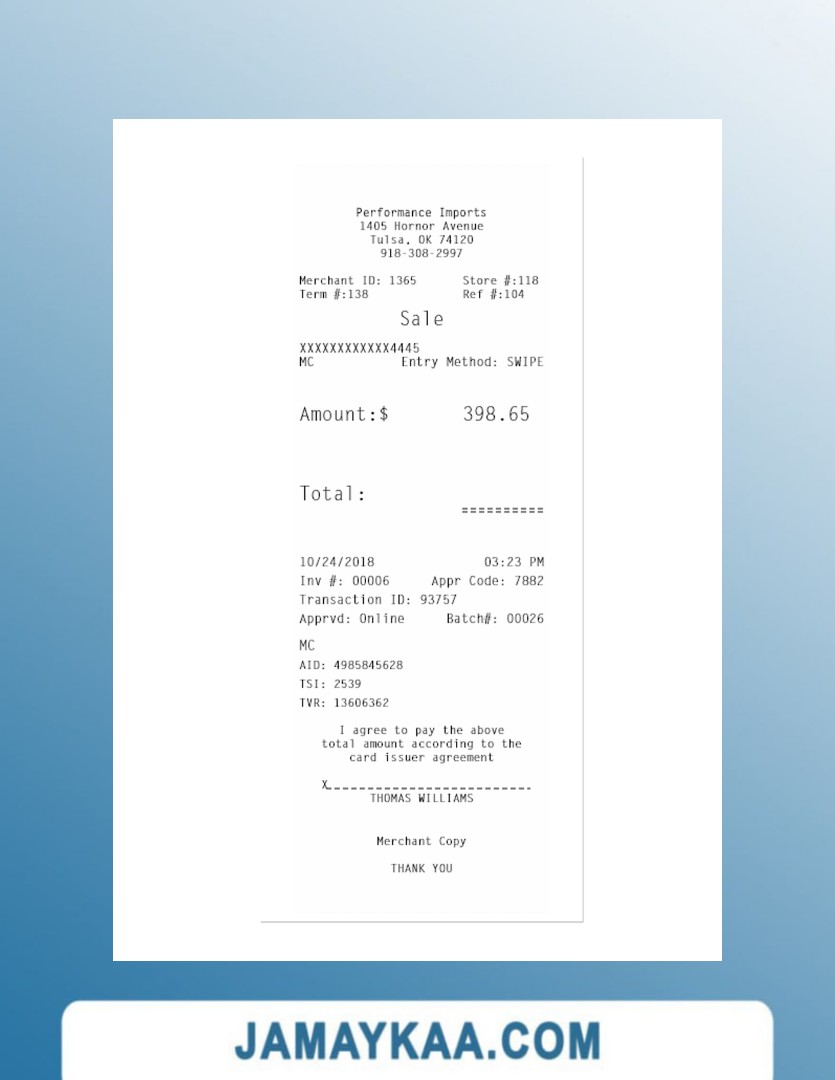 Performance Imports
1405 Hornor Avenue
Tulsa, OK 74120
918-308-2997
Merchant ID: 1365 Store #:118
Term #:138 Ref #:104
Sale
XXXXXXXXXXXX4445
MC Entry Method: SWIPE
Amount:$ 398.65
Total:
==========
10/24/2018 03:23 PM
Inv #: 00006 Appr Code: 7882
Transaction ID: 93757
Apprvd: Online Batch#: 00026
MC
AID: 4985845628
TSI: 2539
TVR: 13606362
I agree to pay the above
total amount according to the
card issuer agreement
X
THOMAS WILLIAMS
Merchant Copy
THANK YOU
JAMAYKAA.COM